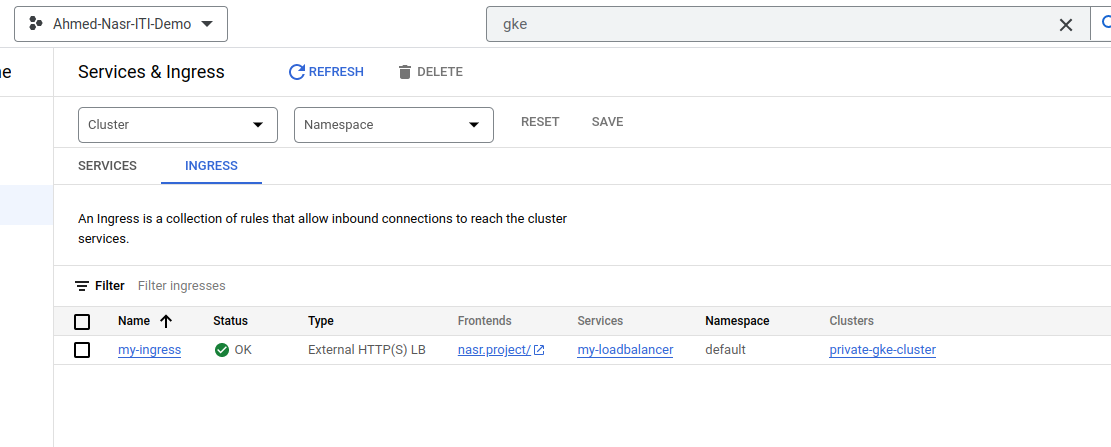 Ahmed-Nasr-ITI-Demo
gke
ne
Services & Ingress
REFRESH
DELETE
Cluster
Namespace
RESET
SAVE
SERVICES
INGRESS
An Ingress is a collection of rules that allow inbound connections to reach the cluster
services.
Filter Filter ingresses
Name Status Type Frontends Services Namespace Clusters
my-ingress OK External HTTP(S) LB nasr.project/ my-loadbalancer default private-gke-cluster